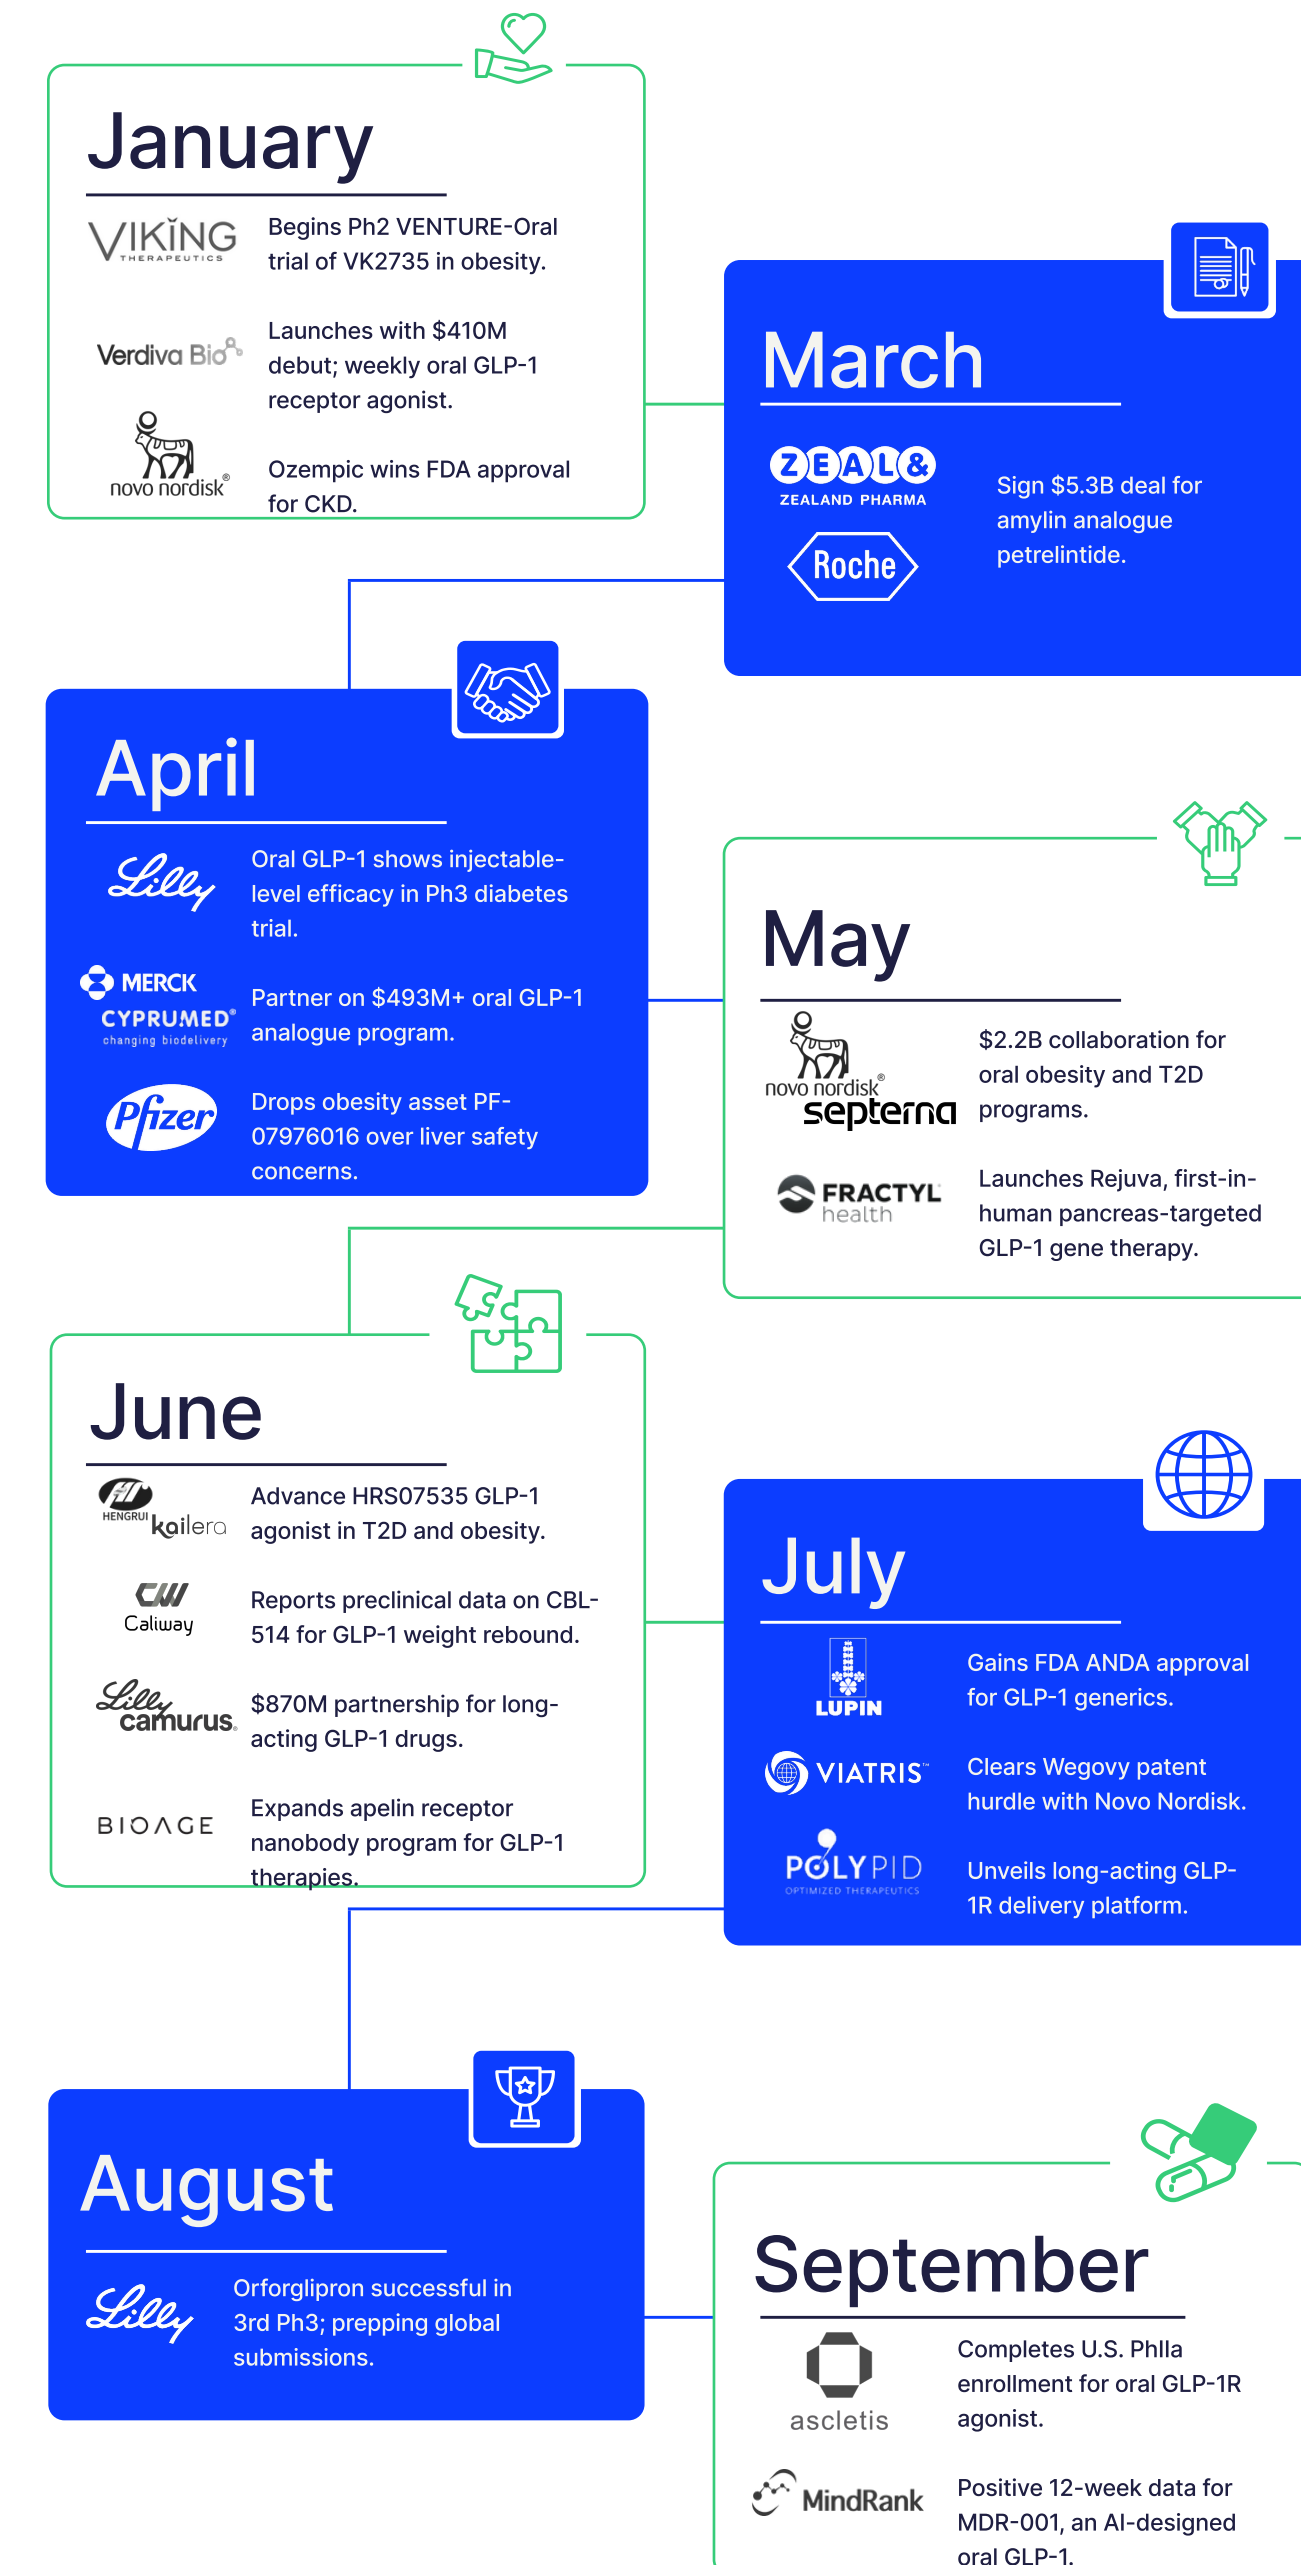 January
VIKING
THERAPEUTICS
Begins Ph2 VENTURE-Oral
trial of VK2735 in obesity.
Verdiva Bio
Launches with $410M
debut; weekly oral GLP-1
receptor agonist.
novo nordisk®
Ozempic wins FDA approval
for CKD.
March
ZEAL&
ZEALAND PHARMA
Roche
Sign $5.3B deal for
amylin analogue
petrelintide.
April
Lilly
Oral GLP-1 shows injectable-
level efficacy in Ph3 diabetes
trial.
MERCK
CYPRUMED®
changing biodelivery
Partner on $493M+ oral GLP-1
analogue program.
Pfizer
Drops obesity asset PF-
07976016 over liver safety
concerns.
May
novo nordisk®
septerna
$2.2B collaboration for
oral obesity and T2D
programs.
FRACTYL
health
Launches Rejuva, first-in-
human pancreas-targeted
GLP-1 gene therapy.
June
HENGRUI
kailera
Advance HRS07535 GLP-1
agonist in T2D and obesity.
Caliway
Reports preclinical data on CBL-
514 for GLP-1 weight rebound.
Lilly
camurus®
$870M partnership for long-
acting GLP-1 drugs.
BIOAGE
Expands apelin receptor
nanobody program for GLP-1
therapies.
July
LUPIN
Gains FDA ANDA approval
for GLP-1 generics.
VIATRIS™
Clears Wegovy patent
hurdle with Novo Nordisk.
POLYPID
OPTIMIZED THERAPEUTICS
Unveils long-acting GLP-
1R delivery platform.
August
Lilly
Orforglipron successful in
3rd Ph3; prepping global
submissions.
September
ascletis
Completes U.S. PhIIa
enrollment for oral GLP-1R
agonist.
MindRank
Positive 12-week data for
MDR-001, an AI-designed
oral GLP-1.